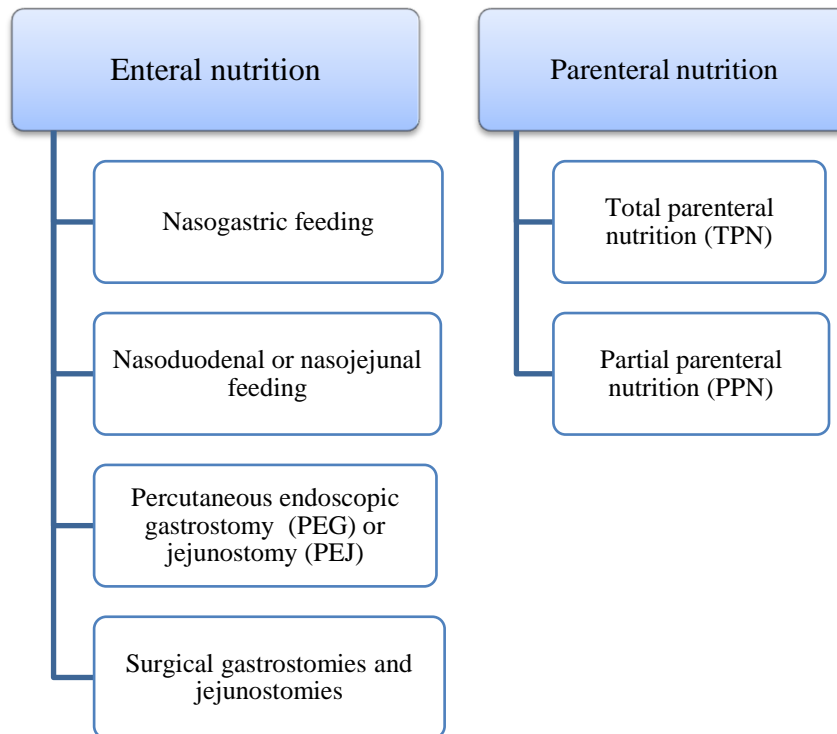 Enteral nutrition
Nasogastric feeding
Nasoduodenal or nasojejunal
feeding
Percutaneous endoscopic
gastrostomy (PEG) or
jejunostomy (PEJ)
Surgical gastrostomies and
jejunostomies
Parenteral nutrition
Total parenteral
nutrition (TPN)
Partial parenteral
nutrition (PPN)